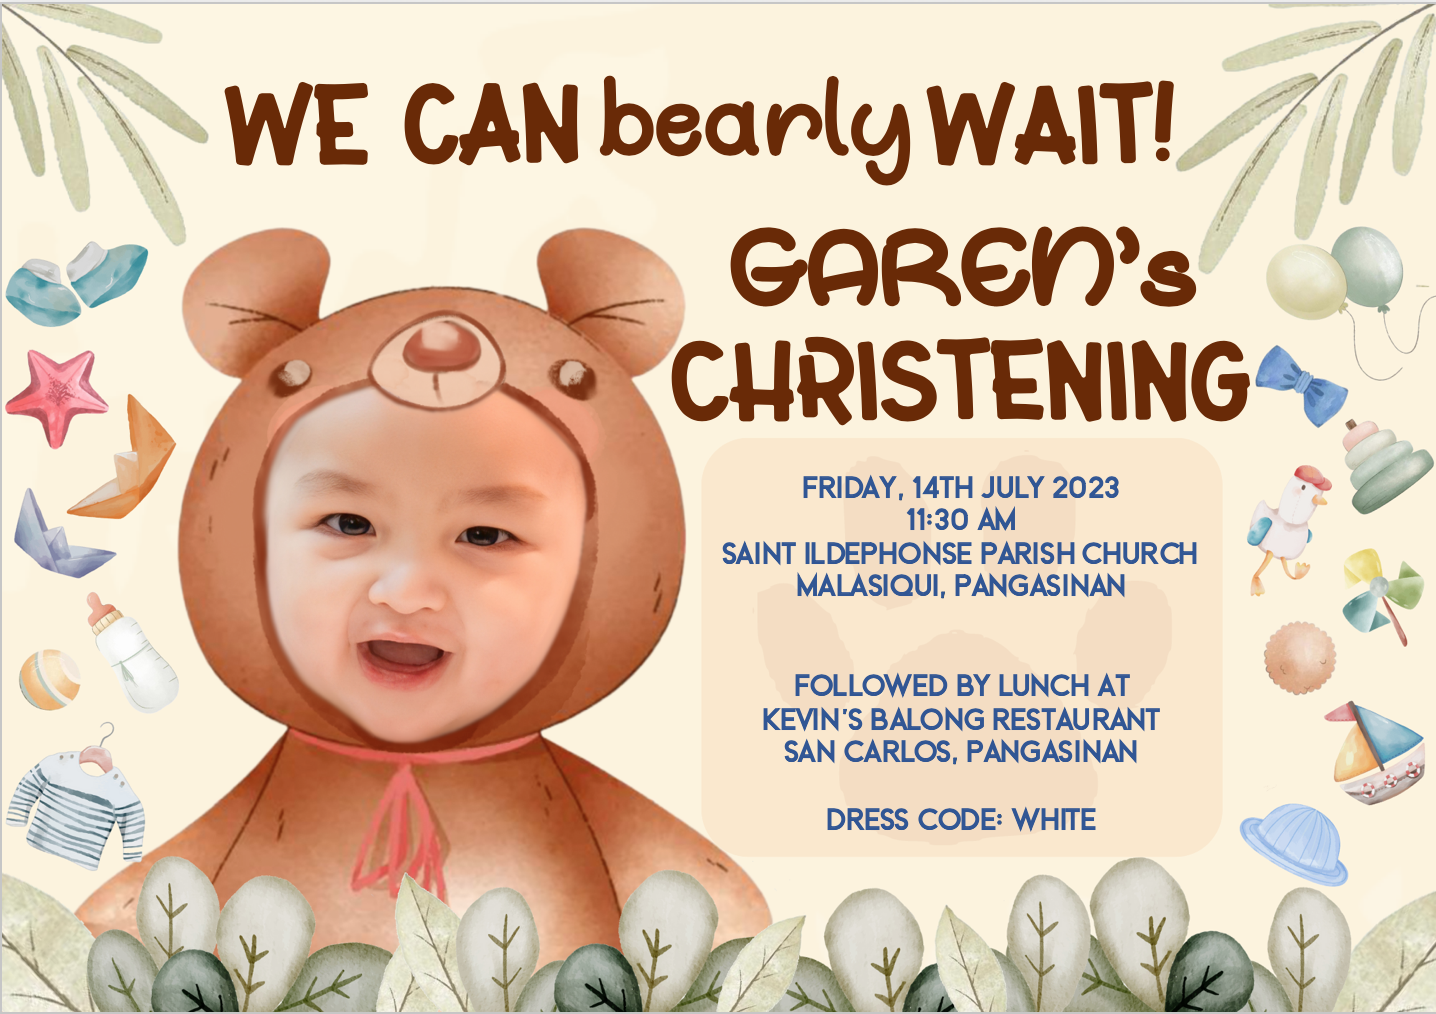 WE CAN bearly WAIT!
GAREN's
CHRISTENING
FRIDAY, 14TH JULY 2023
11:30 AM
SAINT ILDEPHONSE PARISH CHURCH
MALASIQUI, PANGASINAN
FOLLOWED BY LUNCH AT
KEVIN'S BALONG RESTAURANT
SAN CARLOS, PANGASINAN
DRESS CODE: WHITE